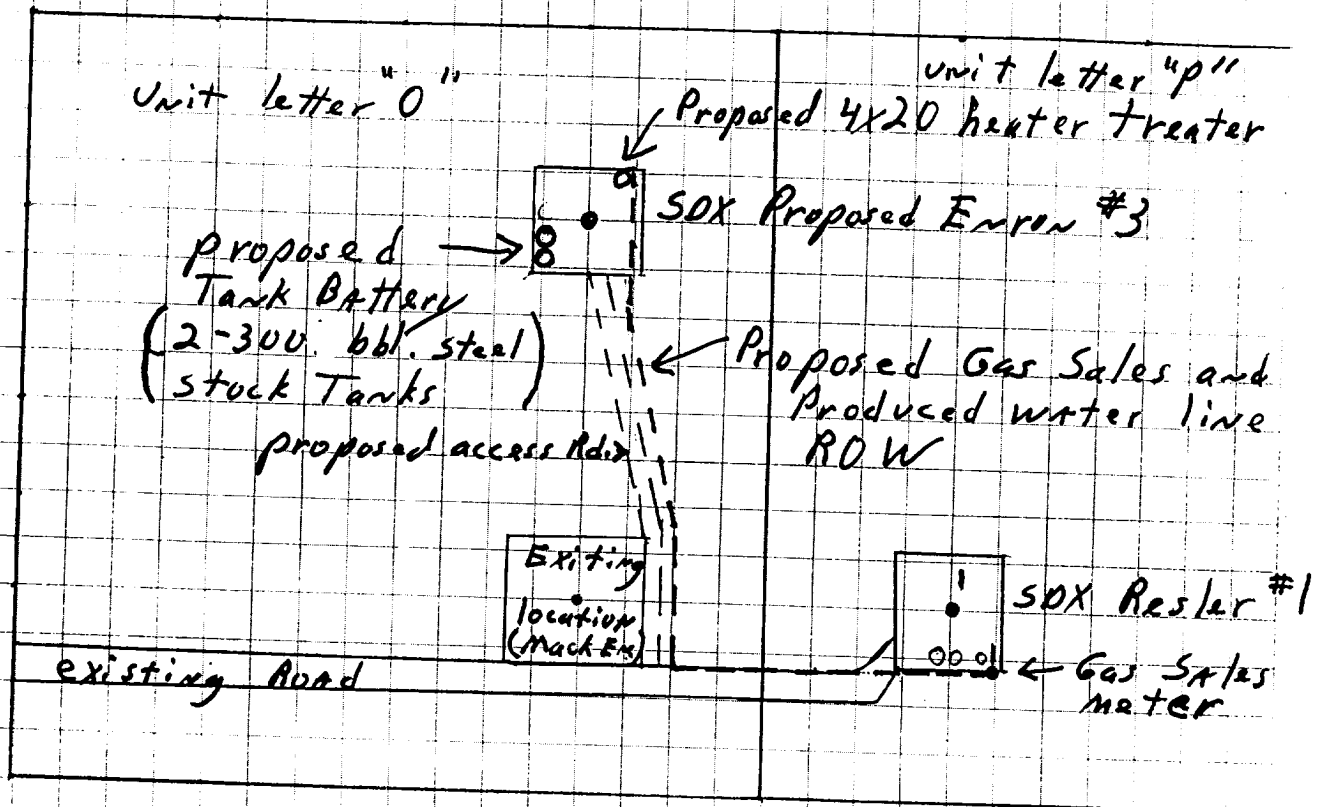 Unit letter "O"
unit letter "P"
Proposed 4x20 heater treater
SDX Proposed Enron #3
proposed
Tank Battery
(2-300. bbl. steel
stock Tanks)
Proposed Gas Sales and
Produced water line
ROW
proposed access Rd.
Exiting
location
(Mack En)
SDX Resler #1
existing Road
Gas Sales
meter